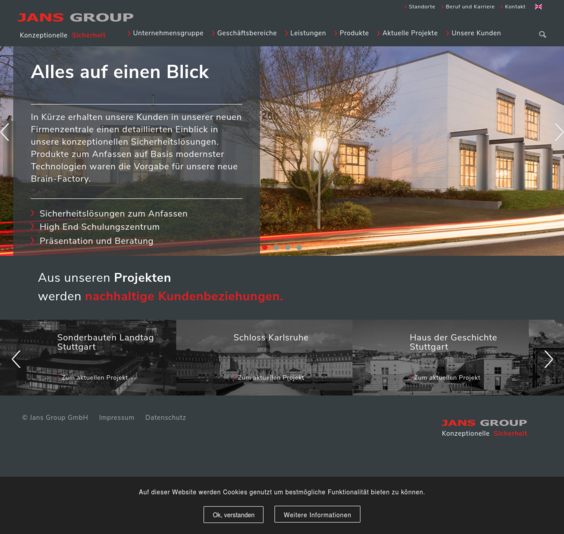 Standorte Beruf und Karriere Kontakt
JANS GROUP
Konzeptionelle Sicherheit
Unternehmensgruppe Geschäftsbereiche Leistungen Produkte Aktuelle Projekte Unsere Kunden
Alles auf einen Blick
In Kürze erhalten unsere Kunden in unserer neuen
Firmenzentrale einen detaillierten Einblick in
unsere konzeptionellen Sicherheitslösungen.
Produkte zum Anfassen auf Basis modernster
Technologien waren die Vorgabe für unsere neue
Brain-Factory.
Sicherheitslösungen zum Anfassen
High End Schulungszentrum
Präsentation und Beratung
Aus unseren Projekten
werden nachhaltige Kundenbeziehungen.
Sonderbauten Landtag
Stuttgart
Zum aktuellen Projekt
Schloss Karlsruhe
Zum aktuellen Projekt
Haus der Geschichte
Stuttgart
Zum aktuellen Projekt
© Jans Group GmbH Impressum Datenschutz
JANS GROUP
Konzeptionelle Sicherheit
Auf dieser Website werden Cookies genutzt um bestmögliche Funktionalität bieten zu können.
Ok, verstanden
Weitere Informationen